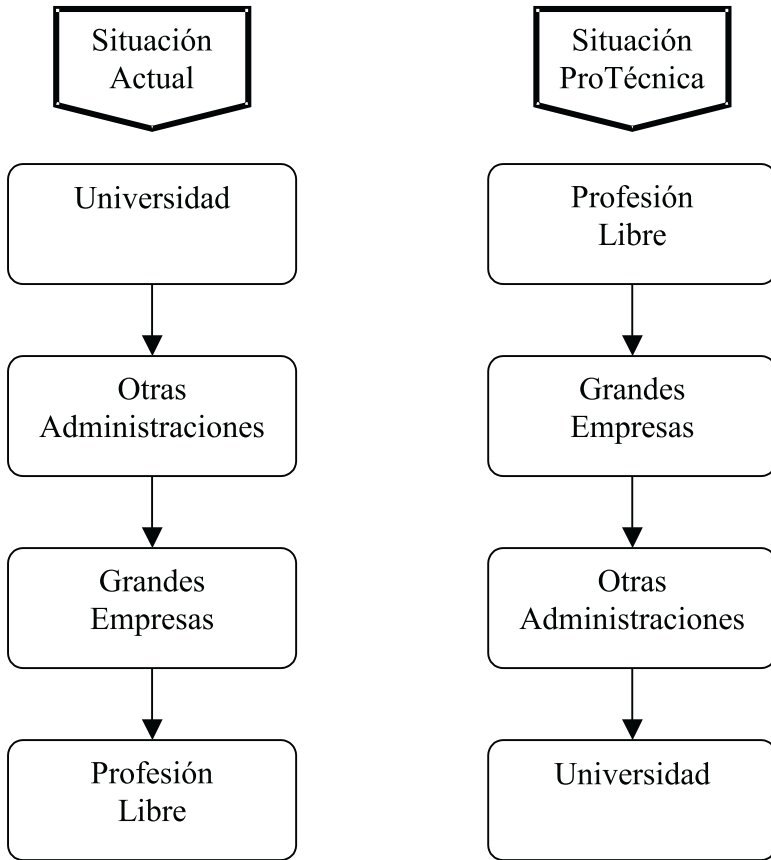 Situación
Actual
Universidad
Otras
Administraciones
Grandes
Empresas
Profesión
Libre
Situación
ProTécnica
Profesión
Libre
Grandes
Empresas
Otras
Administraciones
Universidad